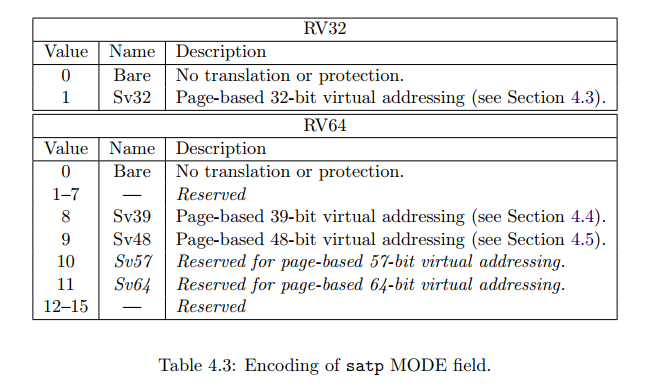 RV32
Value Name Description
0 Bare No translation or protection.
1 Sv32 Page-based 32-bit virtual addressing (see Section 4.3).
RV64
Value Name Description
0 Bare No translation or protection.
1–7 — Reserved
8 Sv39 Page-based 39-bit virtual addressing (see Section 4.4).
9 Sv48 Page-based 48-bit virtual addressing (see Section 4.5).
10 Sv57 Reserved for page-based 57-bit virtual addressing.
11 Sv64 Reserved for page-based 64-bit virtual addressing.
12–15 — Reserved
Table 4.3: Encoding of satp MODE field.